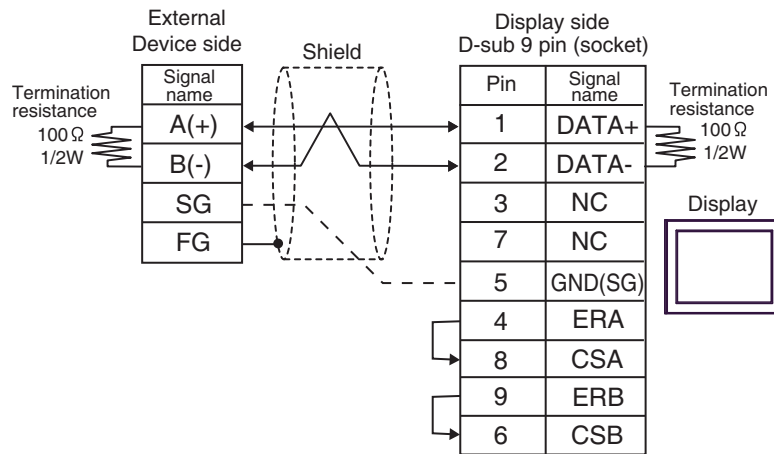 External
Device side
Shield
Display side
D-sub 9 pin (socket)
Termination
resistance
100Ω
1/2W
Signal
name
A(+)
B(-)
SG
FG
Pin
Signal
name
1
DATA+
2
DATA-
3
NC
7
NC
5
GND(SG)
4
ERA
8
CSA
9
ERB
6
CSB
Termination
resistance
100Ω
1/2W
Display